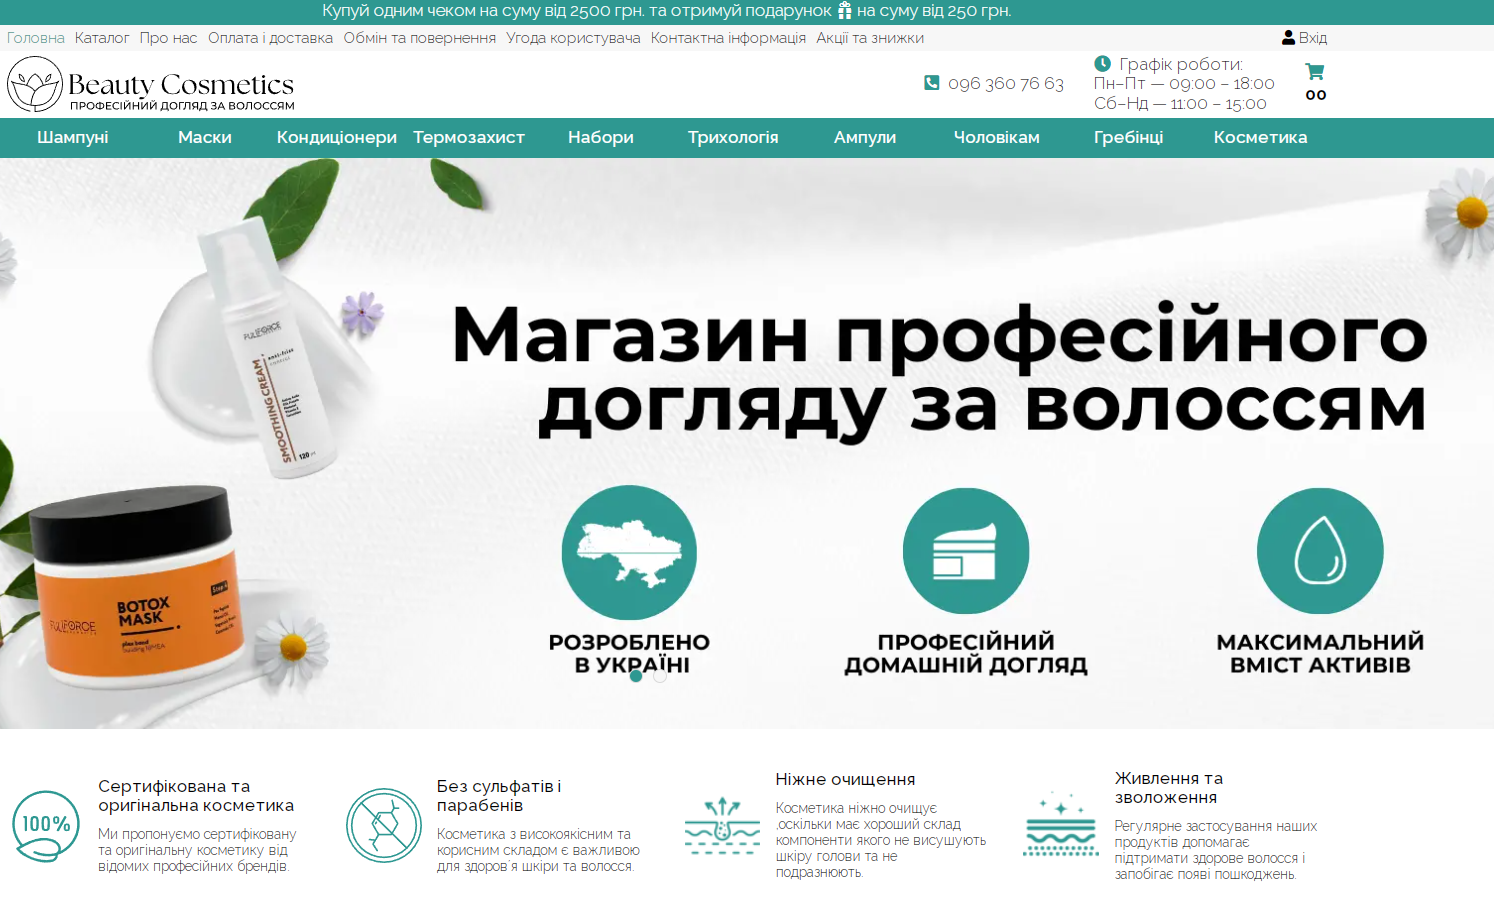 Купуй одним чеком на суму від 2500 грн. та отримуй подарунок на суму від 250 грн.
Головна Каталог Про нас Оплата і доставка Обмін та повернення Угода користувача Контактна інформація Акції та знижки Вхід
Beauty Cosmetics
ПРОФЕСІЙНИЙ ДОГЛЯД ЗА ВОЛОССЯМ
096 360 76 63
Графік роботи:
Пн-Пт — 09:00 - 18:00
Сб-Нд — 11:00 - 15:00
00
Шампуні Маски Кондиціонери Термозахист Набори Трихологія Ампули Чоловікам Гребінці Косметика
FULIFORCE
anti-frizz
SMOOTHING CREAM
120
Магазин професійного
догляду за волоссям
FULIFORCE
BOTOX
MASK
РОЗРОБЛЕНО
В УКРАЇНІ
ПРОФЕСІЙНИЙ
ДОМАШНІЙ ДОГЛЯД
МАКСИМАЛЬНИЙ
ВМІСТ АКТИВІВ
100%
Сертифікована та
оригінальна косметика
Ми пропонуємо сертифіковану
та оригінальну косметику від
відомих професійних брендів.
Без сульфатів і
парабенів
Косметика з високоякісним та
корисним складом є важливою
для здоров'я шкіри та волосся.
Ніжне очищення
Косметика ніжно очищує
,оскільки має хороший склад
компоненти якого не висушують
шкіру голови та не
подразнюють.
Живлення та
зволоження
Регулярне застосування наших
продуктів допомагає
підтримати здорове волосся і
запобігає появі пошкоджень.